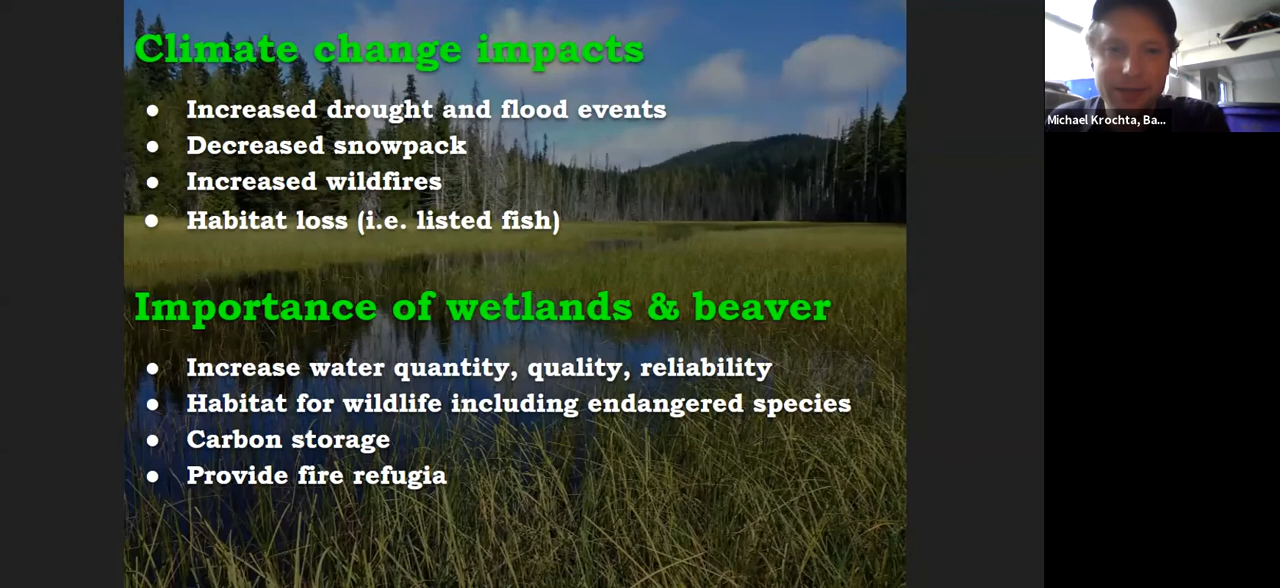 Climate change impacts
● Increased drought and flood events
● Decreased snowpack
● Increased wildfires
● Habitat loss (i.e. listed fish)
Importance of wetlands & beaver
● Increase water quantity, quality, reliability
● Habitat for wildlife including endangered species
● Carbon storage
● Provide fire refugia
Michael Krochta, Ba...